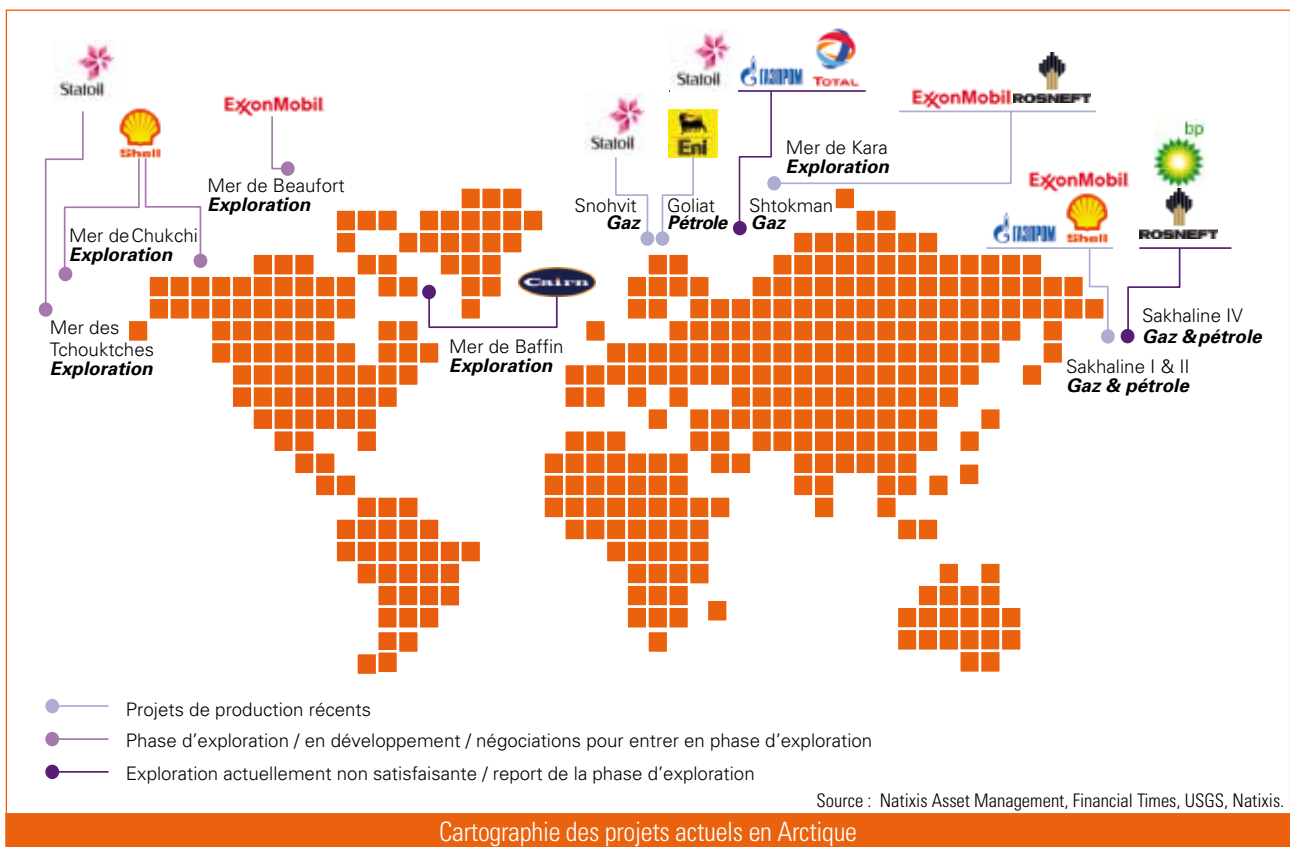 Statoil
Shell
ExxonMobil
Mer de Beaufort
Exploration
Mer de Chukchi
Exploration
Mer des
Tchouktches
Exploration
Cairn
Mer de Baffin
Exploration
Statoil
Snohvit
Gaz
Statoil
Eni
Goliat
Pétrole
ГАЗПРОМ
TOTAL
Shtokman
Gaz
Mer de Kara
Exploration
ExxonMobil ROSNEFT
ExxonMobil
ГАЗПРОМ
Shell
Sakhaline I & II
Gaz & pétrole
bp
ROSNEFT
Sakhaline IV
Gaz & pétrole
Projets de production récents
Phase d'exploration / en développement / négociations pour entrer en phase d'exploration
Exploration actuellement non satisfaisante / report de la phase d'exploration
Source : Natixis Asset Management, Financial Times, USGS, Natixis.
Cartographie des projets actuels en Arctique